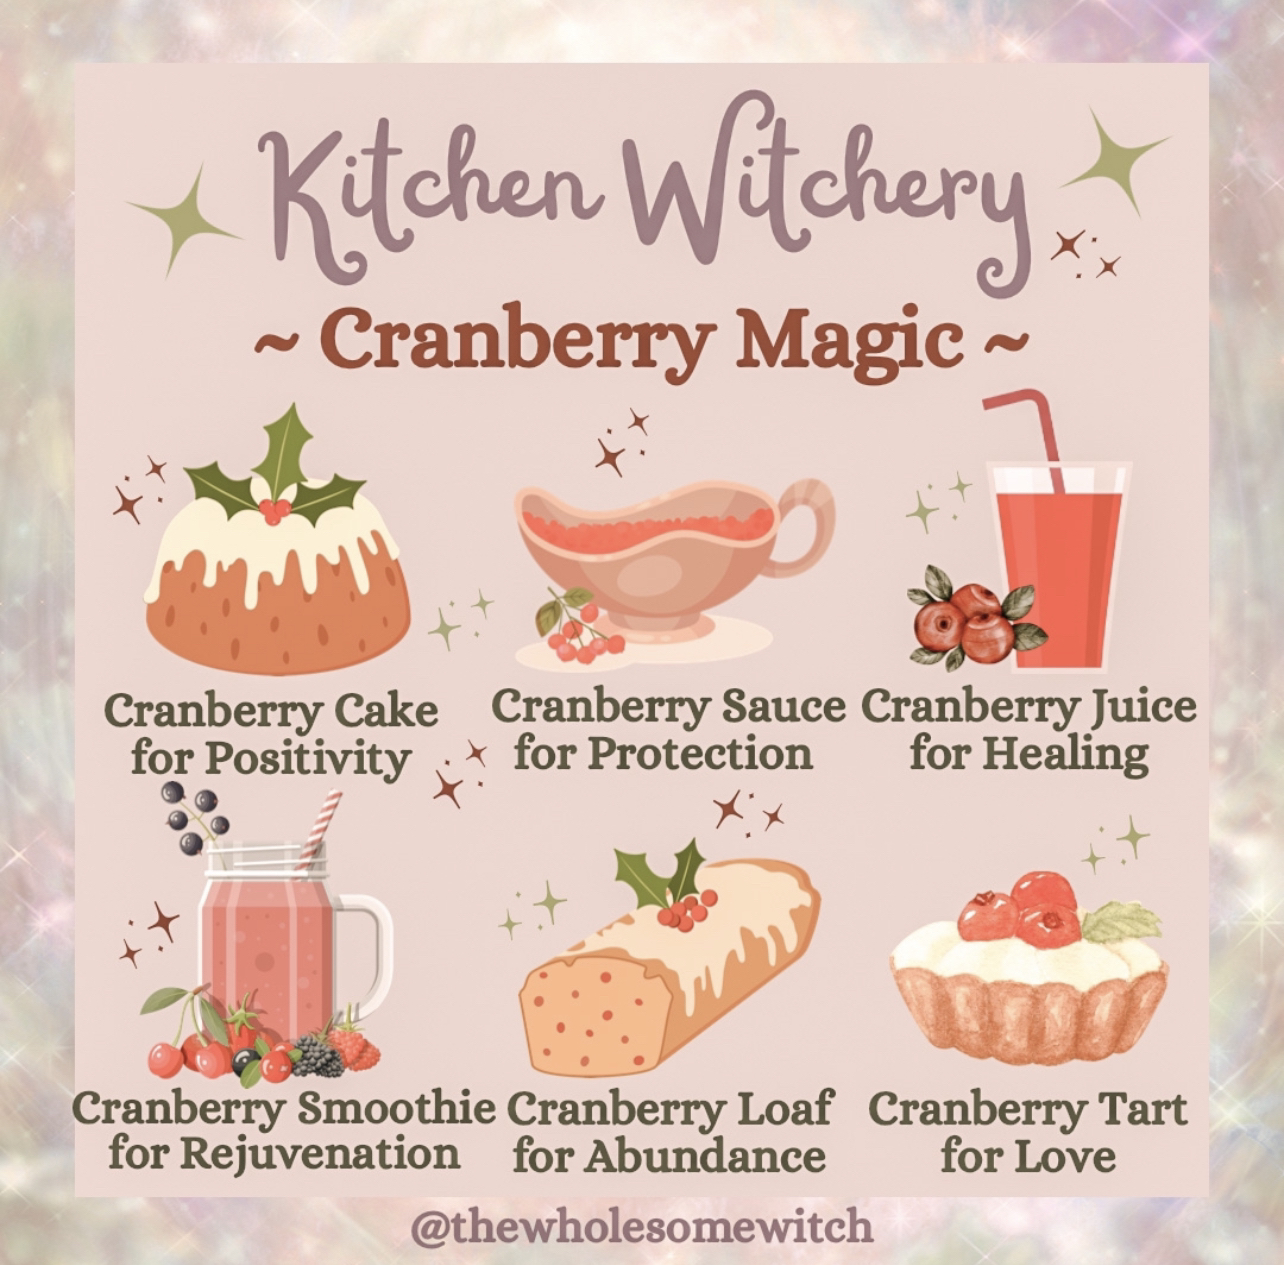 Kitchen Witchery
~ Cranberry Magic ~
Cranberry Cake
for Positivity
Cranberry Sauce
for Protection
Cranberry Juice
for Healing
Cranberry Smoothie
for Rejuvenation
Cranberry Loaf
for Abundance
Cranberry Tart
for Love
@thewholesomewitch